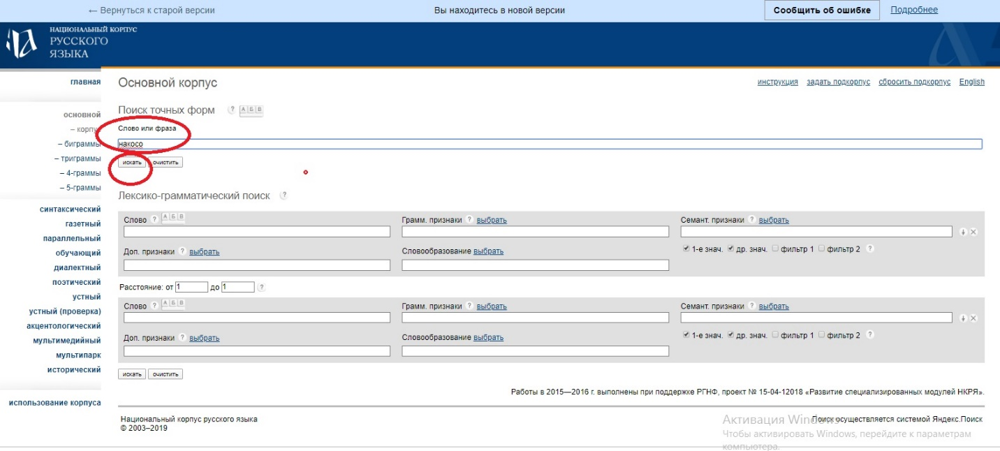 ← Вернуться к старой версии Вы находитесь в новой версии Сообщить об ошибке Подробнее
НАЦИОНАЛЬНЫЙ КОРПУС
РУССКОГО
ЯЗЫКА
главная
основной
– корпус
– биграммы
– триграммы
– 4-граммы
– 5-граммы
синтаксический
газетный
параллельный
обучающий
диалектный
поэтический
устный
устный (проверка)
акцентологический
мультимедийный
мультипарк
исторический
использование корпуса
Основной корпус инструкция задать подкорпус сбросить подкорпус English
Поиск точных форм ? А Б В
Слово или фраза
накосо
искать очистить
Лексико-грамматический поиск ?
Слово ? А Б В Грамм. признаки ? выбрать Семант. признаки ? выбрать
Доп. признаки ? выбрать Словообразование выбрать 1-е знач. др. знач. фильтр 1 фильтр 2 ?
Расстояние: от 1 до 1 ?
Слово ? А Б В Грамм. признаки ? выбрать Семант. признаки ? выбрать
Доп. признаки ? выбрать Словообразование выбрать 1-е знач. др. знач. фильтр 1 фильтр 2 ?
искать очистить
Работы в 2015—2016 г. выполнены при поддержке РГНФ, проект № 15-04-12018 «Развитие специализированных модулей НКРЯ».
Национальный корпус русского языка
© 2003–2019
Поиск осуществляется системой Яндекс.Поиск
Активация Windows
Чтобы активировать Windows, перейдите к параметрам
компьютера.